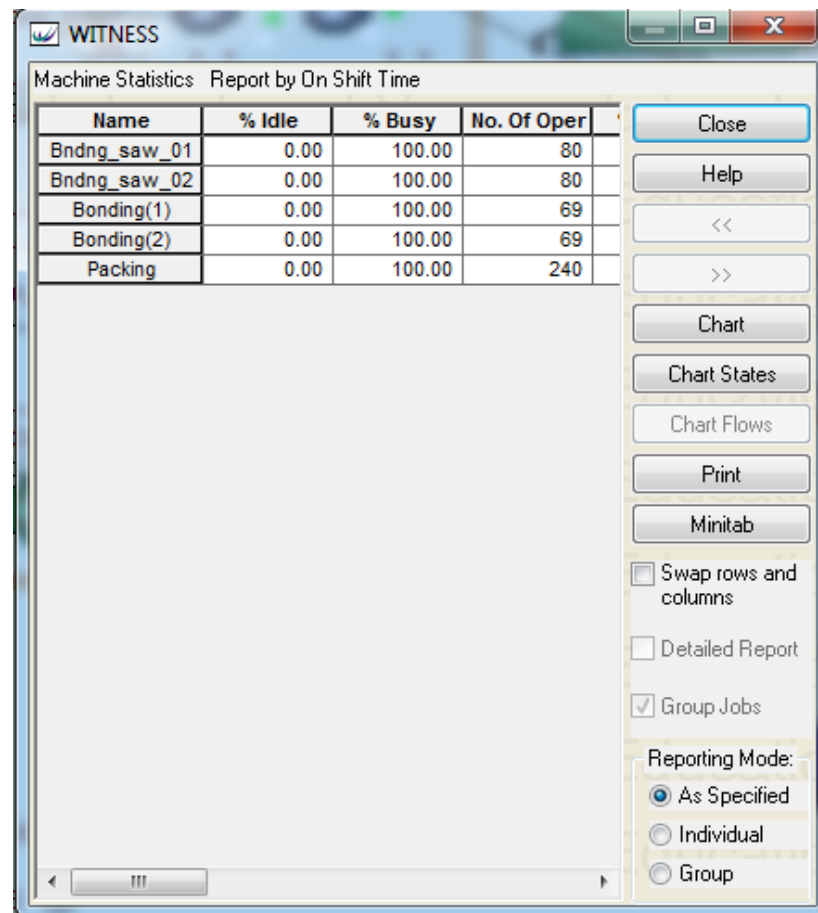 WITNESS
Machine Statistics Report by On Shift Time
Name % Idle % Busy No. Of Oper
Bndng_saw_01 0.00 100.00 80
Bndng_saw_02 0.00 100.00 80
Bonding(1) 0.00 100.00 69
Bonding(2) 0.00 100.00 69
Packing 0.00 100.00 240
Close
Help
<<
>>
Chart
Chart States
Chart Flows
Print
Minitab
Swap rows and
columns
Detailed Report
Group Jobs
Reporting Mode:
As Specified
Individual
Group